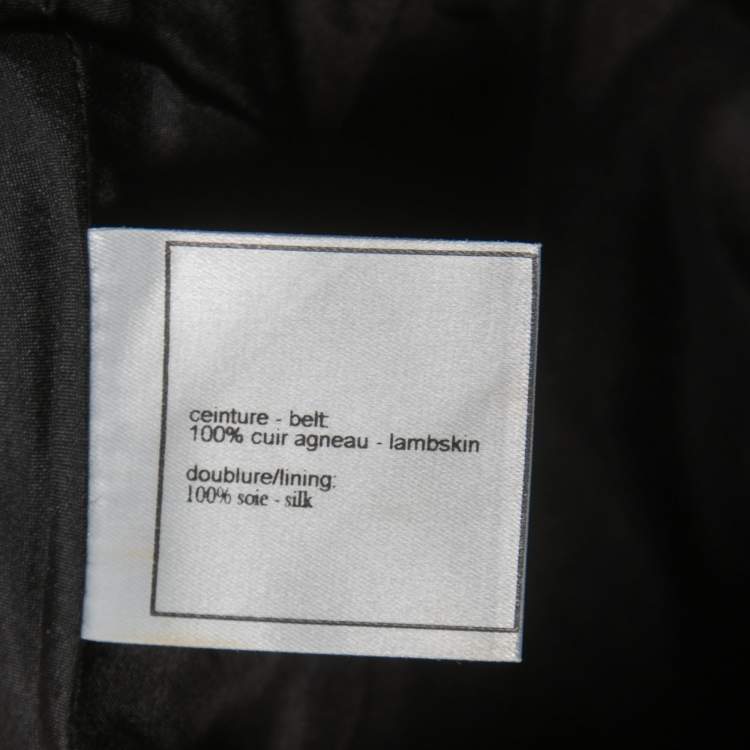 ceinture - belt:
100% cuir agneau - lambskin
doublure/lining:
100% soie - silk